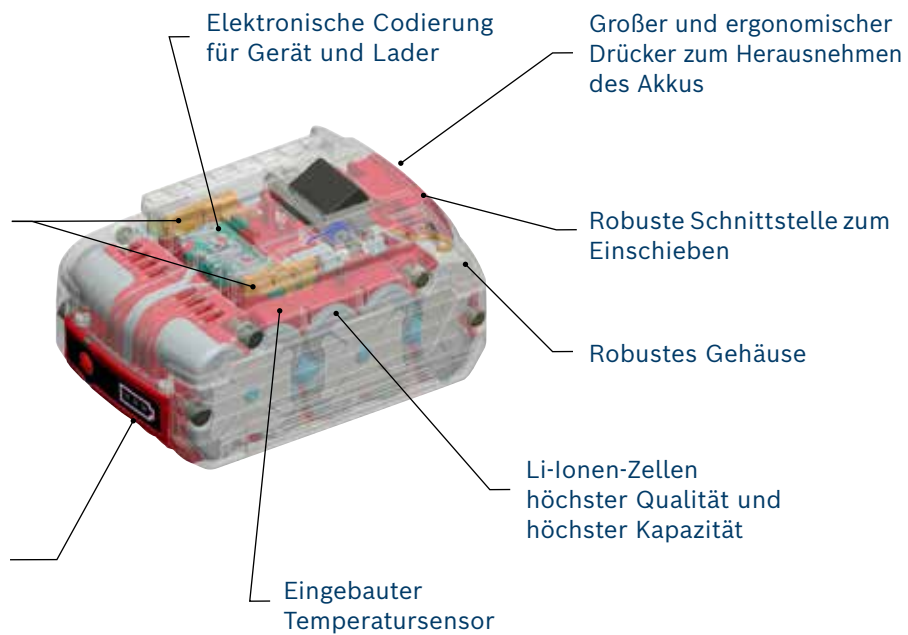 Elektronische Codierung
für Gerät und Lader
Großer und ergonomischer
Drücker zum Herausnehmen
des Akkus
Robuste Schnittstelle zum
Einschieben
Robustes Gehäuse
Li-Ionen-Zellen
höchster Qualität und
höchster Kapazität
Eingebauter
Temperatursensor